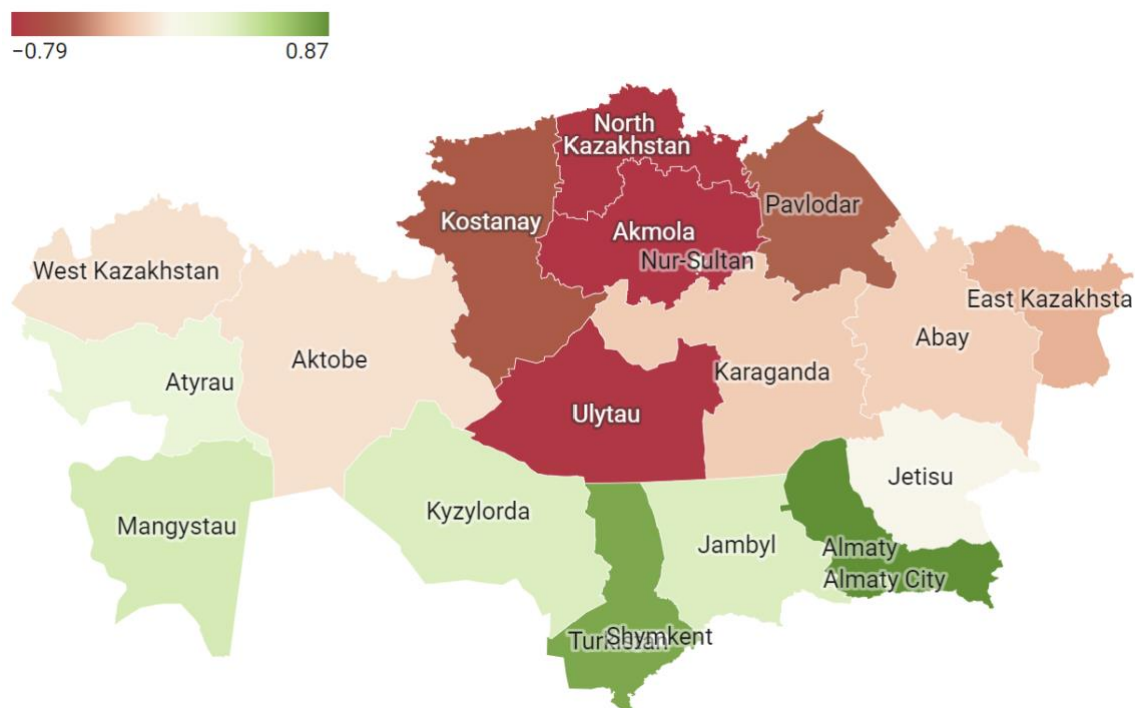 −0.79 0.87
North
Kazakhstan
Kostanay
Pavlodar
Akmola
Nur-Sultan
West Kazakhstan
East Kazakhsta
Abay
Aktobe
Atyrau
Karaganda
Ulytau
Jetisu
Kyzylorda
Mangystau
Jambyl
Almaty
Almaty City
Turkistan
Shymkent